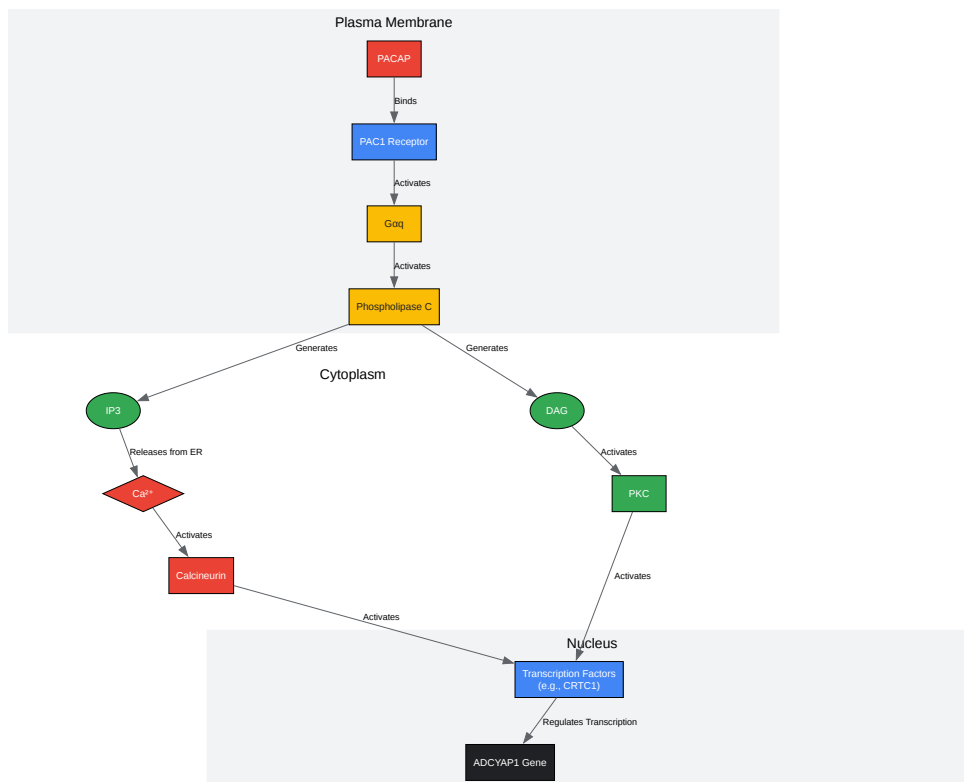 Plasma Membrane
PACAP
Binds
PAC1 Receptor
Activates
Gαq
Activates
Phospholipase C
Generates
Generates
Cytoplasm
IP3
DAG
Releases from ER
Activates
Ca²⁺
PKC
Activates
Calcineurin
Activates
Activates
Nucleus
Transcription Factors
(e.g., CRTC1)
Regulates Transcription
ADCYAP1 Gene